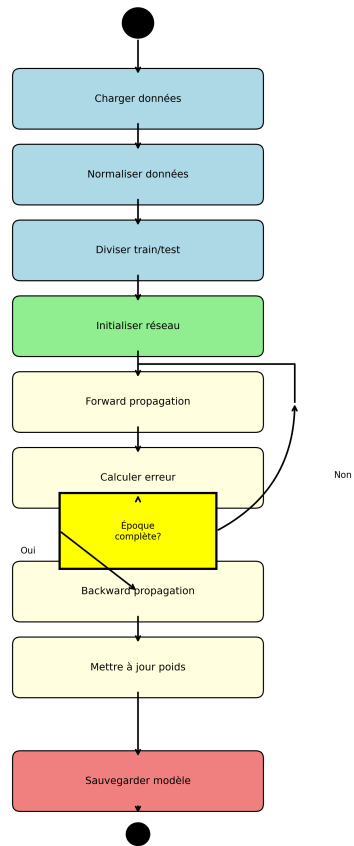 Charger données
Normaliser données
Diviser train/test
Initialiser réseau
Forward propagation
Calculer erreur
Non
Époque
complète?
Oui
Backward propagation
Mettre à jour poids
Sauvegarder modèle